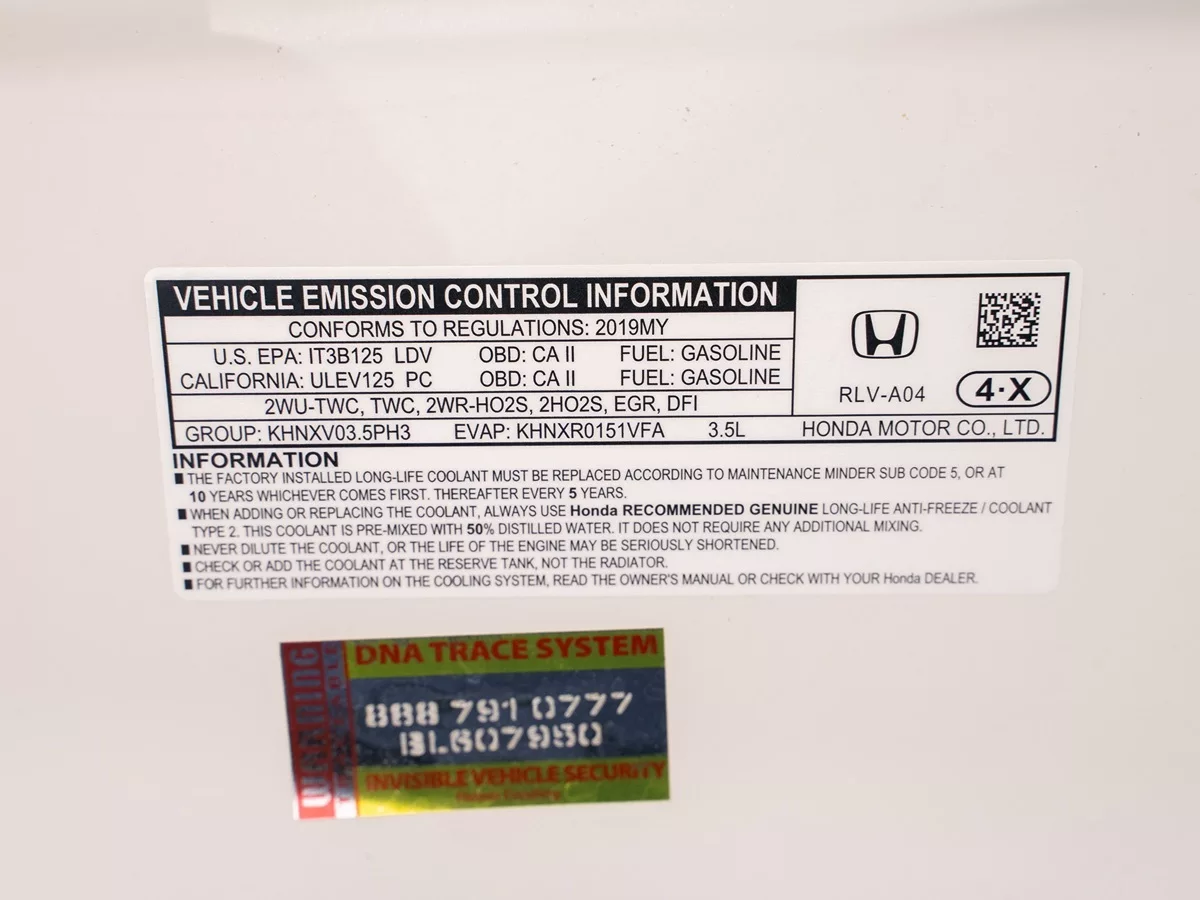 VEHICLE EMISSION CONTROL INFORMATION
CONFORMS TO REGULATIONS: 2019MY
U.S. EPA: IT3B125 LDV OBD: CA II FUEL: GASOLINE
CALIFORNIA: ULEV125 PC OBD: CA II FUEL: GASOLINE
2WU-TWC, TWC, 2WR-HO2S, 2HO2S, EGR, DFI
RLV-A04 4·X
GROUP: KHNXV03.5PH3 EVAP: KHNXR0151VFA 3.5L HONDA MOTOR CO., LTD.
INFORMATION
■ THE FACTORY INSTALLED LONG-LIFE COOLANT MUST BE REPLACED ACCORDING TO MAINTENANCE MINDER SUB CODE 5, OR AT
10 YEARS WHICHEVER COMES FIRST. THEREAFTER EVERY 5 YEARS.
■ WHEN ADDING OR REPLACING THE COOLANT, ALWAYS USE Honda RECOMMENDED GENUINE LONG-LIFE ANTI-FREEZE / COOLANT
TYPE 2. THIS COOLANT IS PRE-MIXED WITH 50% DISTILLED WATER. IT DOES NOT REQUIRE ANY ADDITIONAL MIXING.
■ NEVER DILUTE THE COOLANT, OR THE LIFE OF THE ENGINE MAY BE SERIOUSLY SHORTENED.
■ CHECK OR ADD THE COOLANT AT THE RESERVE TANK, NOT THE RADIATOR.
■ FOR FURTHER INFORMATION ON THE COOLING SYSTEM, READ THE OWNER'S MANUAL OR CHECK WITH YOUR Honda DEALER.
WARNING
DNA TRACE SYSTEM
888 791 0777
BL607950
INVISIBLE VEHICLE SECURITY